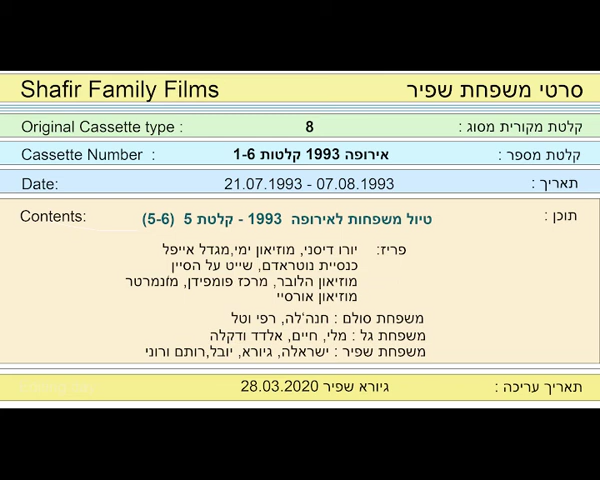 Shafir Family Films סרטי משפחת שפיר
Original Cassette type : 8 קלטת מקורית מסוג :
Cassette Number : אירופה 1993 קלטות 1-6 קלטת מספר :
Date: 21.07.1993 - 07.08.1993 תאריך :
Contents: טיול משפחות לאירופה 1993 - קלטת 5 (5-6) תוכן :
פריז: יורו דיסני, מוזיאון ימי,מגדל אייפל
כנסיית נוטראדם, שייט על הסיין
מוזיאון הלובר, מרכז פומפידן, מונמרטר
מוזיאון אורסיי
משפחת סולם : חנה'לה, רפי וטל
משפחת גל : מלי, חיים, אלדד ודקלה
משפחת שפיר : ישראלה, גיורא, יובל,רותם ורוני
גיורא שפיר 28.03.2020 תאריך עריכה :